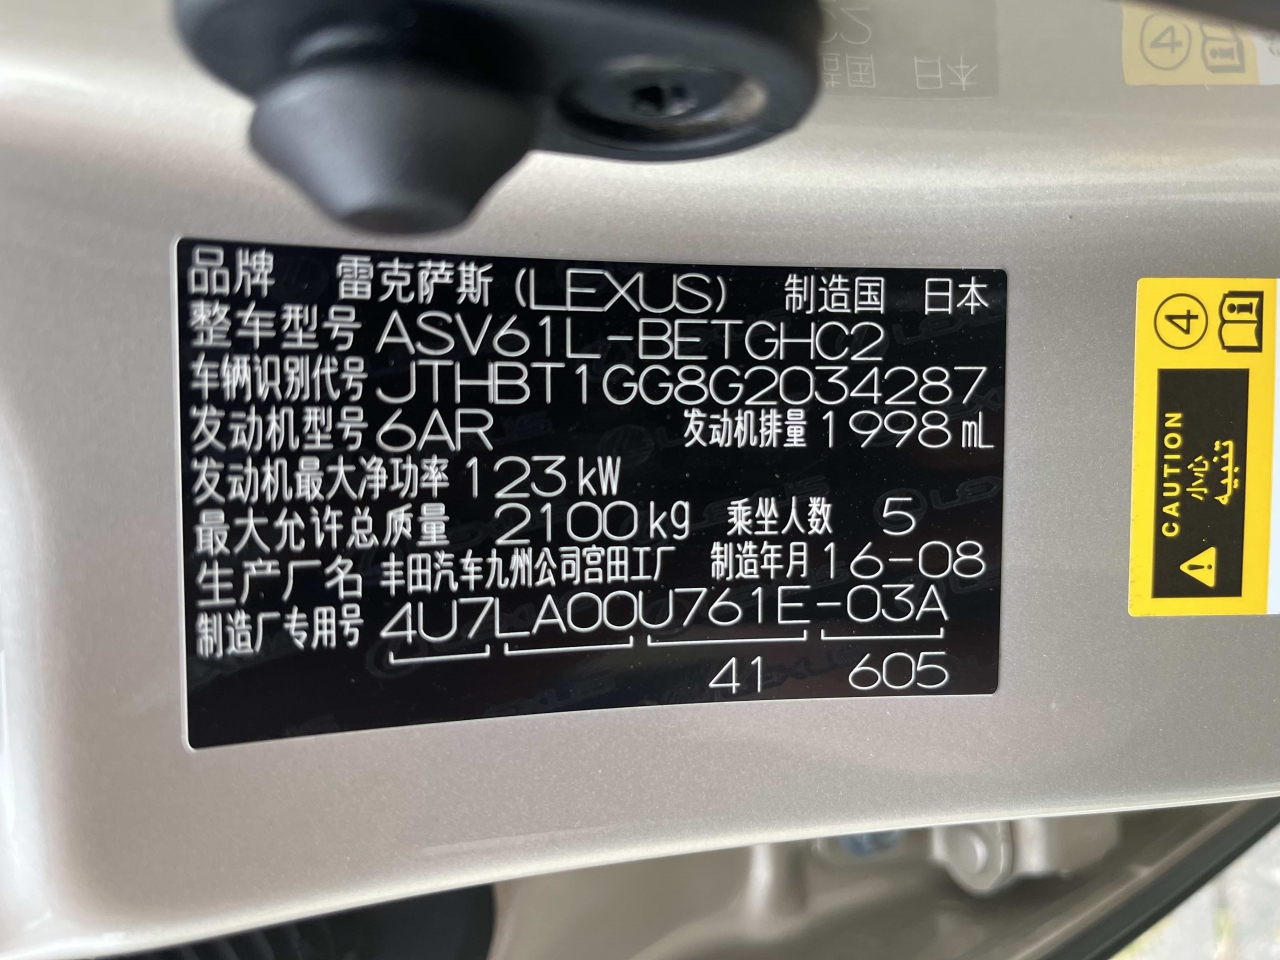 品牌 雷克萨斯 (LEXUS) 制造国 日本
整车型号 ASV61L-BETGHC2
车辆识别代号 JTHBT1GG8G2034287
发动机型号 6AR 发动机排量 1998 mL
发动机最大净功率 123 kW
最大允许总质量 2100 kg 乘坐人数 5
生产厂名 丰田汽车九州公司宫田工厂 制造年月 16-08
制造厂专用号 4U7LA00U761E-03A
41 605
4
CAUTION
小心
تنبيه